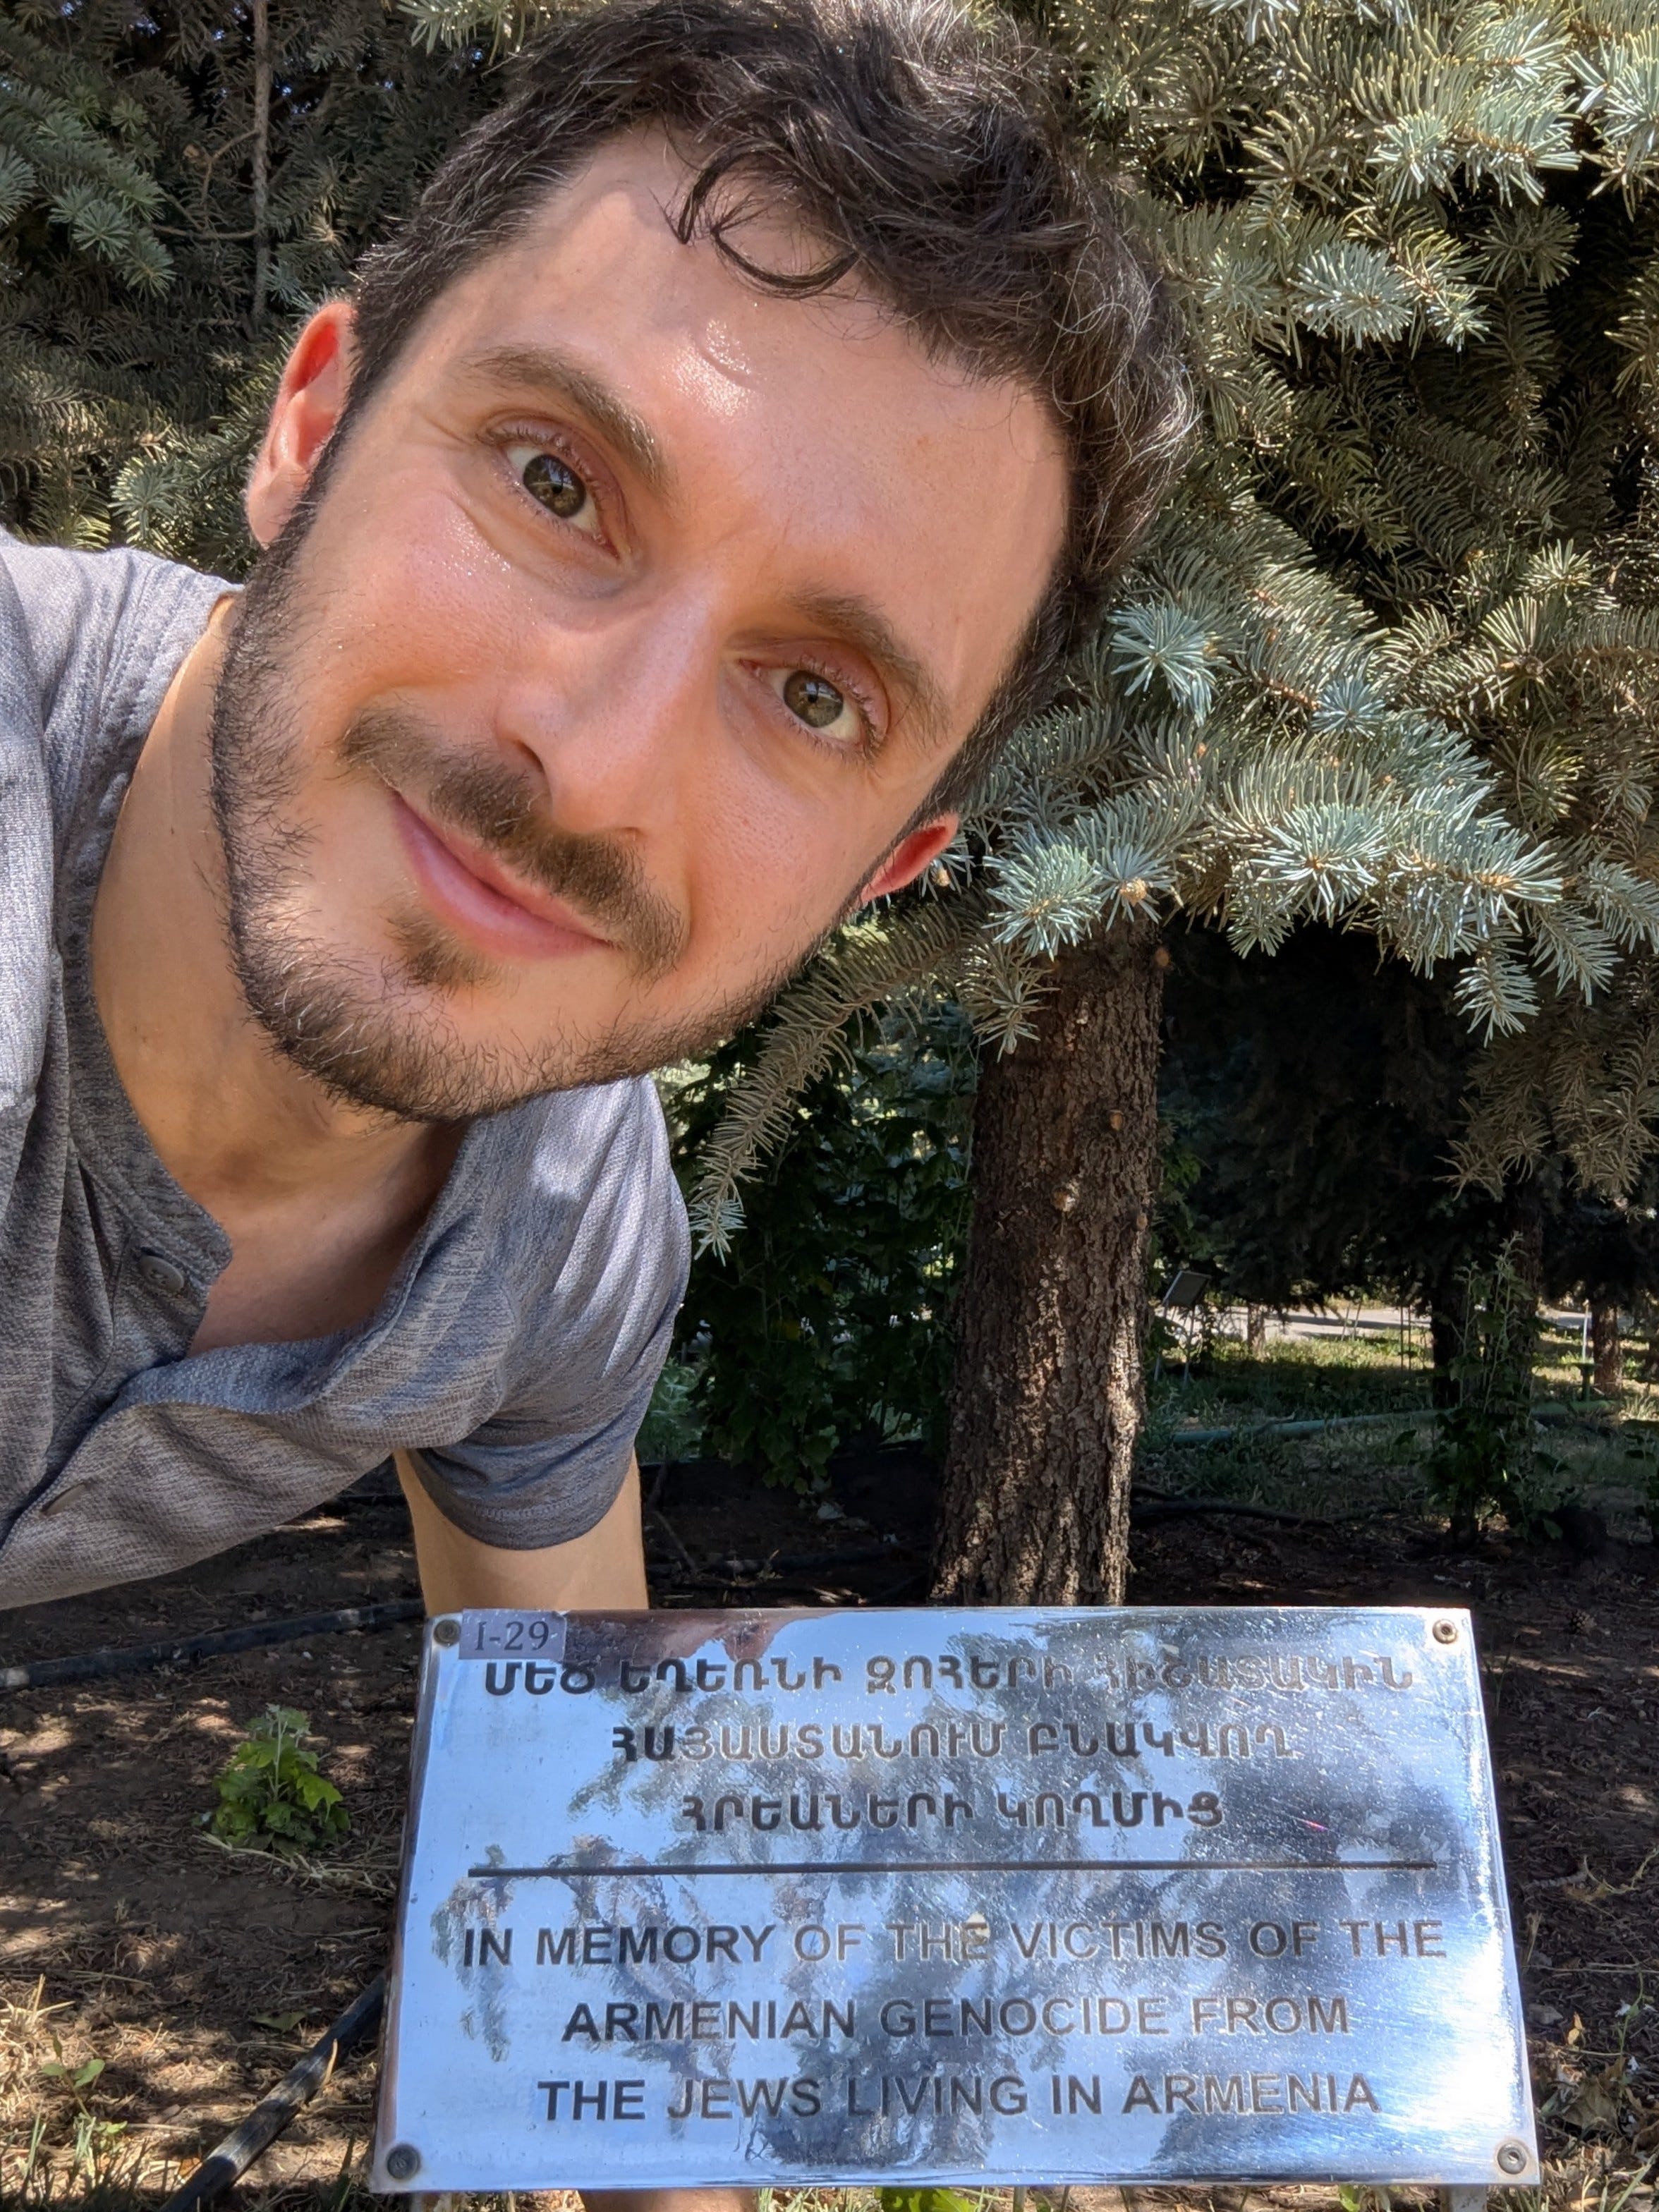 I-29
ՄԵԾ ԵՂԵՌՆԻ ԶՈՀԵՐԻ ՀԻՇԱՏԱԿԻՆ
ՀԱՅԱՍՏԱՆՈՒՄ ԲՆԱԿՎՈՂ
ՀՐԵԱՆԵՐԻ ԿՈՂՄԻՑ
IN MEMORY OF THE VICTIMS OF THE
ARMENIAN GENOCIDE FROM
THE JEWS LIVING IN ARMENIA